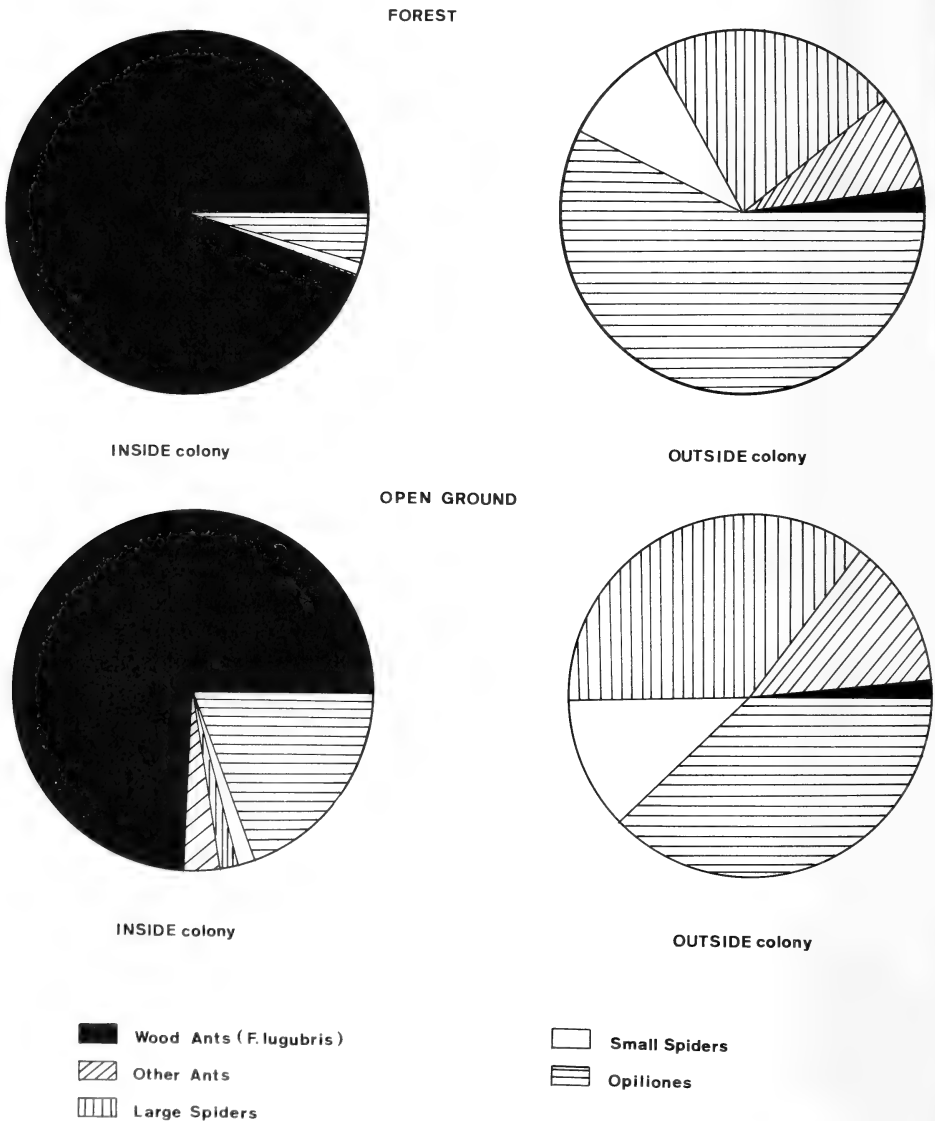 FOREST
INSIDE colony
OUTSIDE colony
OPEN GROUND
INSIDE colony
OUTSIDE colony
Wood Ants (F. lugubris)
Other Ants
Large Spiders
Small Spiders
Opiliones